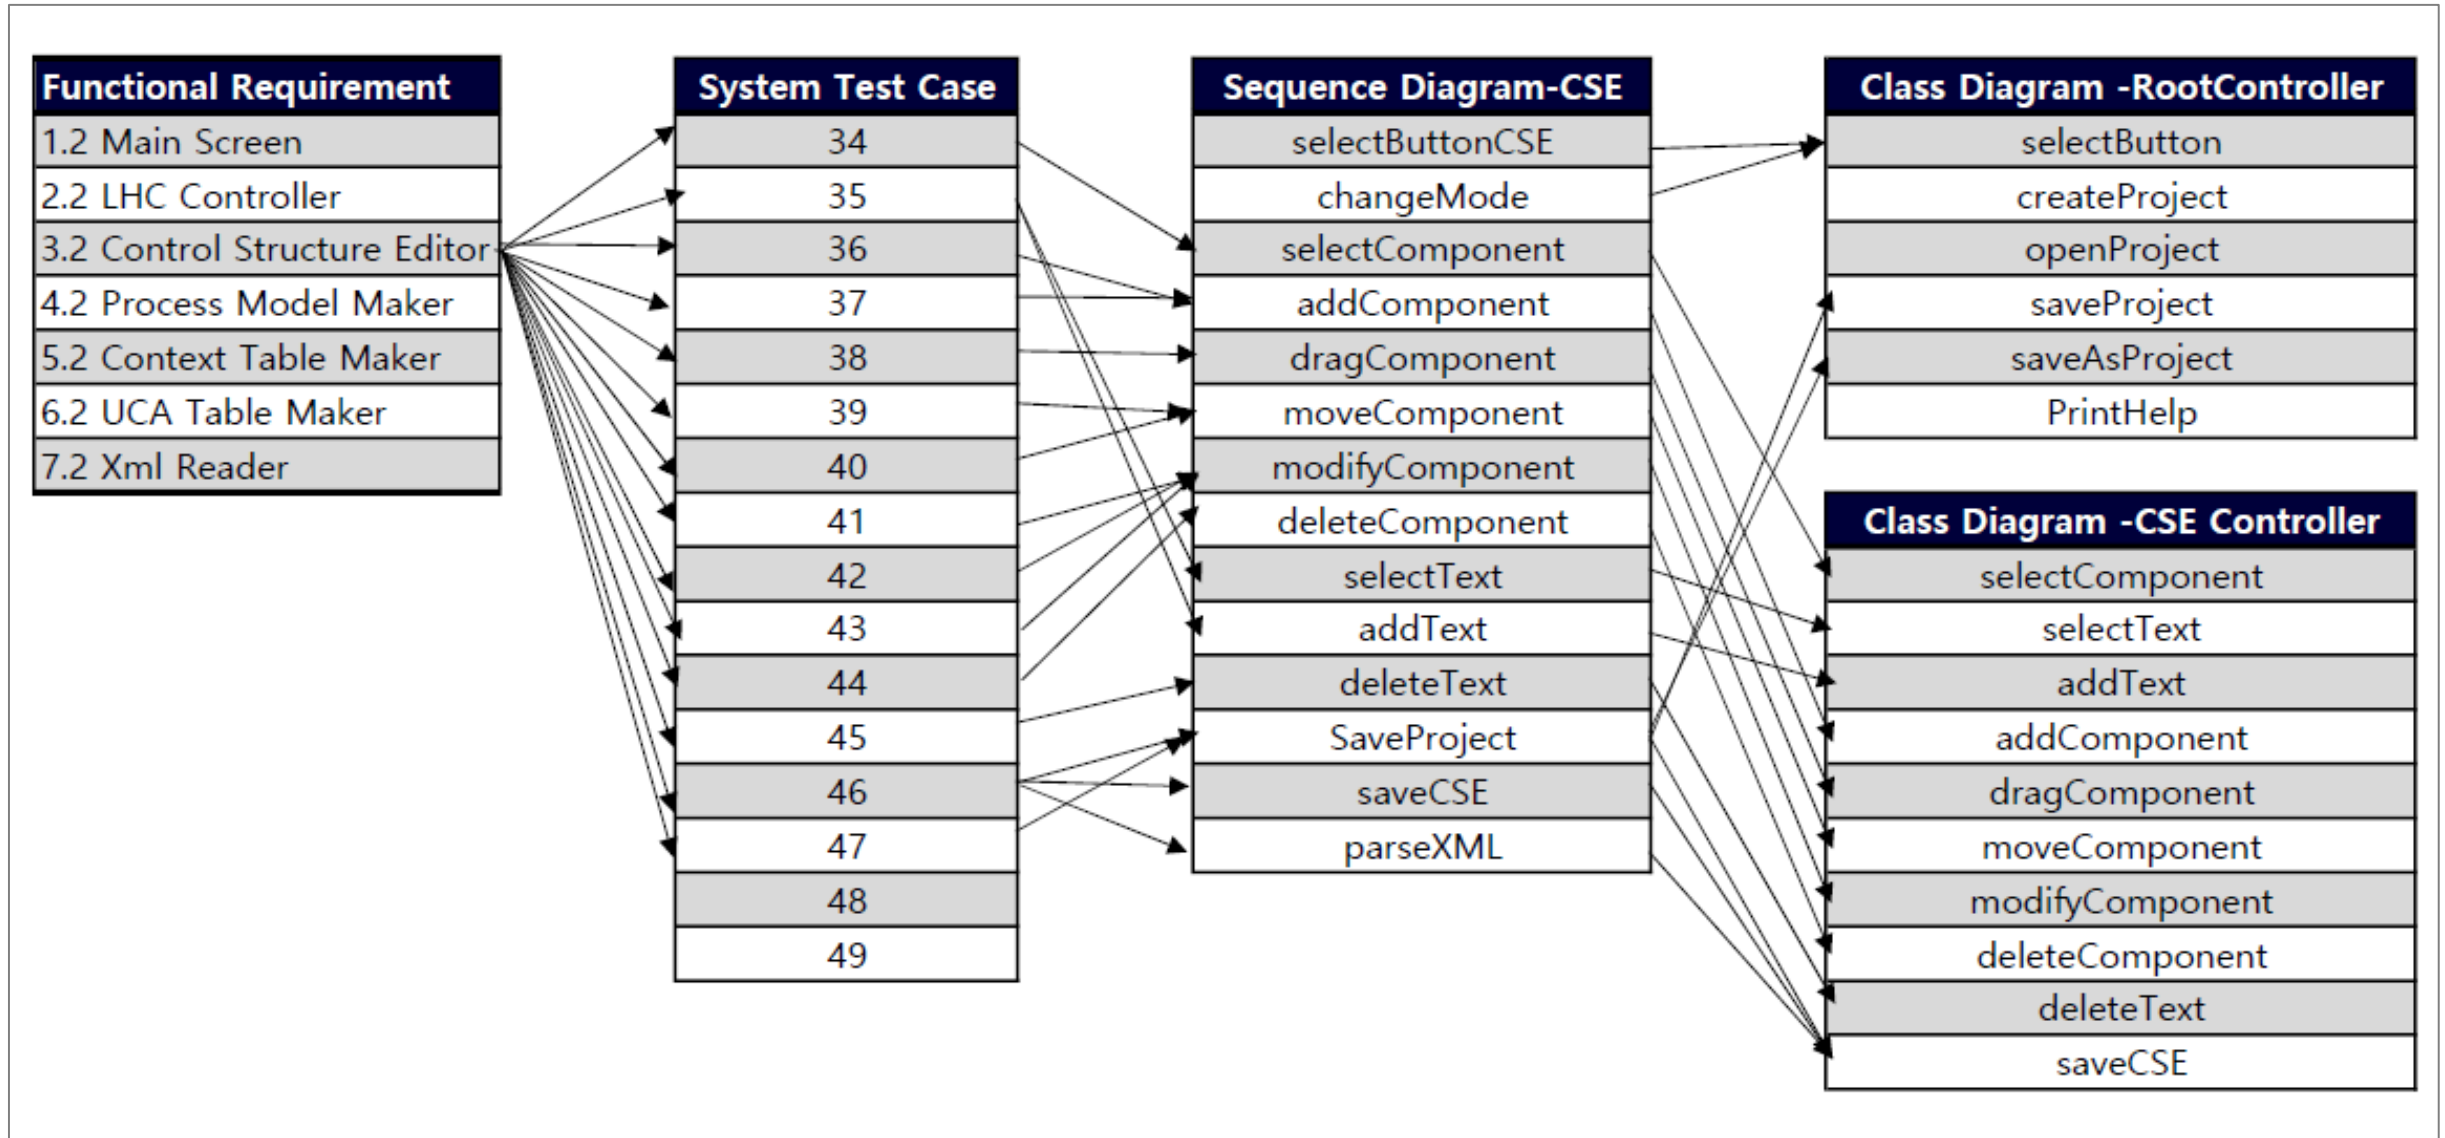 Functional Requirement
1.2 Main Screen
2.2 LHC Controller
3.2 Control Structure Editor
4.2 Process Model Maker
5.2 Context Table Maker
6.2 UCA Table Maker
7.2 Xml Reader
System Test Case
34
35
36
37
38
39
40
41
42
43
44
45
46
47
48
49
Sequence Diagram-CSE
selectButtonCSE
changeMode
selectComponent
addComponent
dragComponent
moveComponent
modifyComponent
deleteComponent
selectText
addText
deleteText
SaveProject
saveCSE
parseXML
Class Diagram -RootController
selectButton
createProject
openProject
saveProject
saveAsProject
PrintHelp
Class Diagram -CSE Controller
selectComponent
selectText
addText
addComponent
dragComponent
moveComponent
modifyComponent
deleteComponent
deleteText
saveCSE